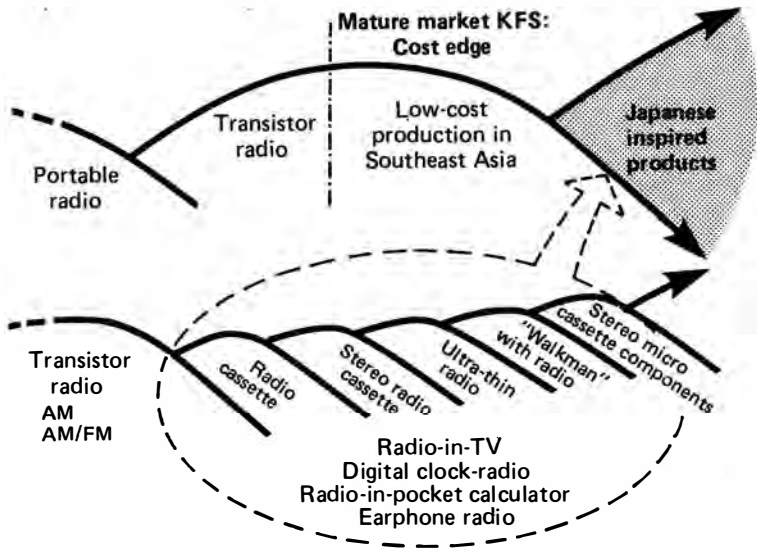 Mature market KFS:
Cost edge
Transistor
radio
Low-cost
production in
Southeast Asia
Japanese
inspired
products
Portable
radio
Transistor
radio
AM
AM/FM
Radio
cassette
Stereo radio
cassette
Ultra-thin
radio
"Walkman"
with radio
Stereo micro
cassette components
Radio-in-TV
Digital clock-radio
Radio-in-pocket calculator
Earphone radio